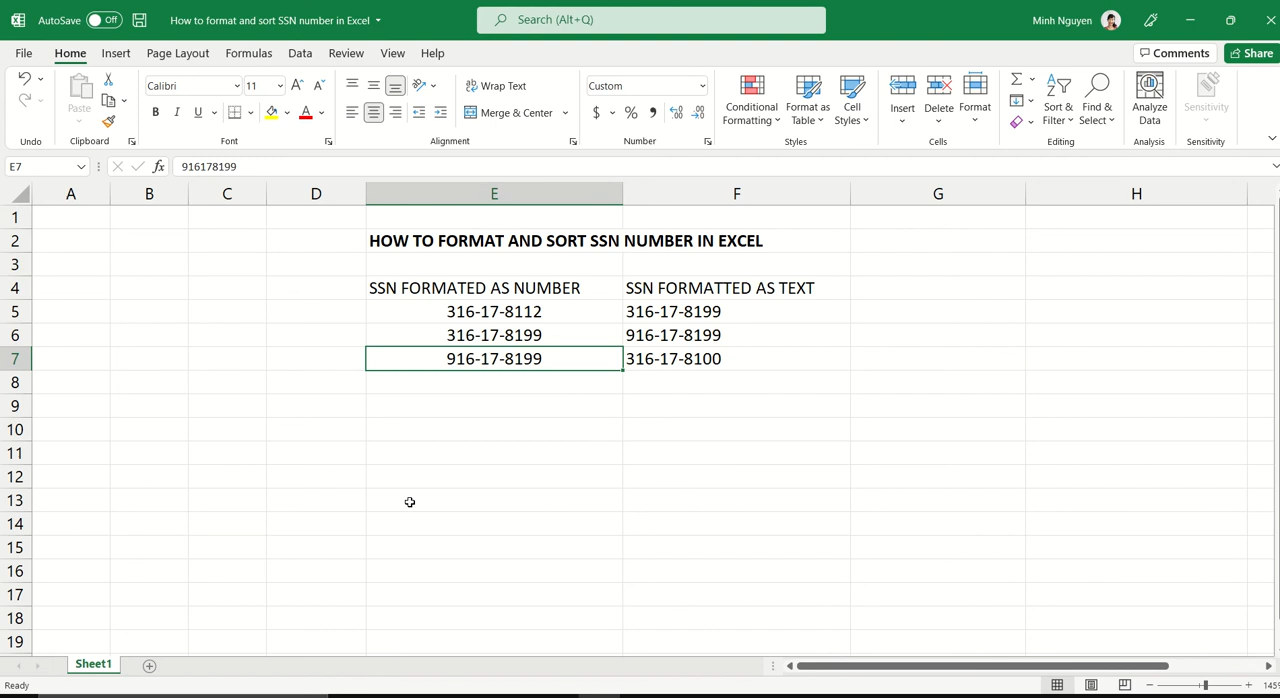 AutoSave Off How to format and sort SSN number in Excel Search (Alt+Q) Minh Nguyen
File Home Insert Page Layout Formulas Data Review View Help Comments Share
Calibri 11 A A Wrap Text Custom
Paste B I U A Merge & Center $ % , Conditional Formatting Format as Table Cell Styles Insert Delete Format Sort & Filter Find & Select Analyze Data Sensitivity
Undo Clipboard Font Alignment Number Styles Cells Editing Analysis Sensitivity
E7 fx 916178199
A B C D E F G H
1
2 HOW TO FORMAT AND SORT SSN NUMBER IN EXCEL
3
4 SSN FORMATED AS NUMBER SSN FORMATTED AS TEXT
5 316-17-8112 316-17-8199
6 316-17-8199 916-17-8199
7 916-17-8199 316-17-8100
8
9
10
11
12
13
14
15
16
17
18
19
Sheet1
Ready